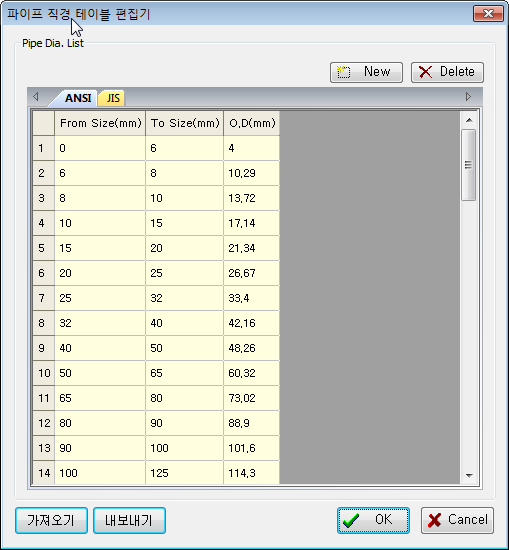 파이프 직경 테이블 편집기
Pipe Dia. List
New Delete
ANSI JIS
From Size(mm) To Size(mm) O,D(mm)
1 0 6 4
2 6 8 10,29
3 8 10 13,72
4 10 15 17,14
5 15 20 21,34
6 20 25 26,67
7 25 32 33,4
8 32 40 42,16
9 40 50 48,26
10 50 65 60,32
11 65 80 73,02
12 80 90 88,9
13 90 100 101,6
14 100 125 114,3
가져오기 내보내기 OK Cancel